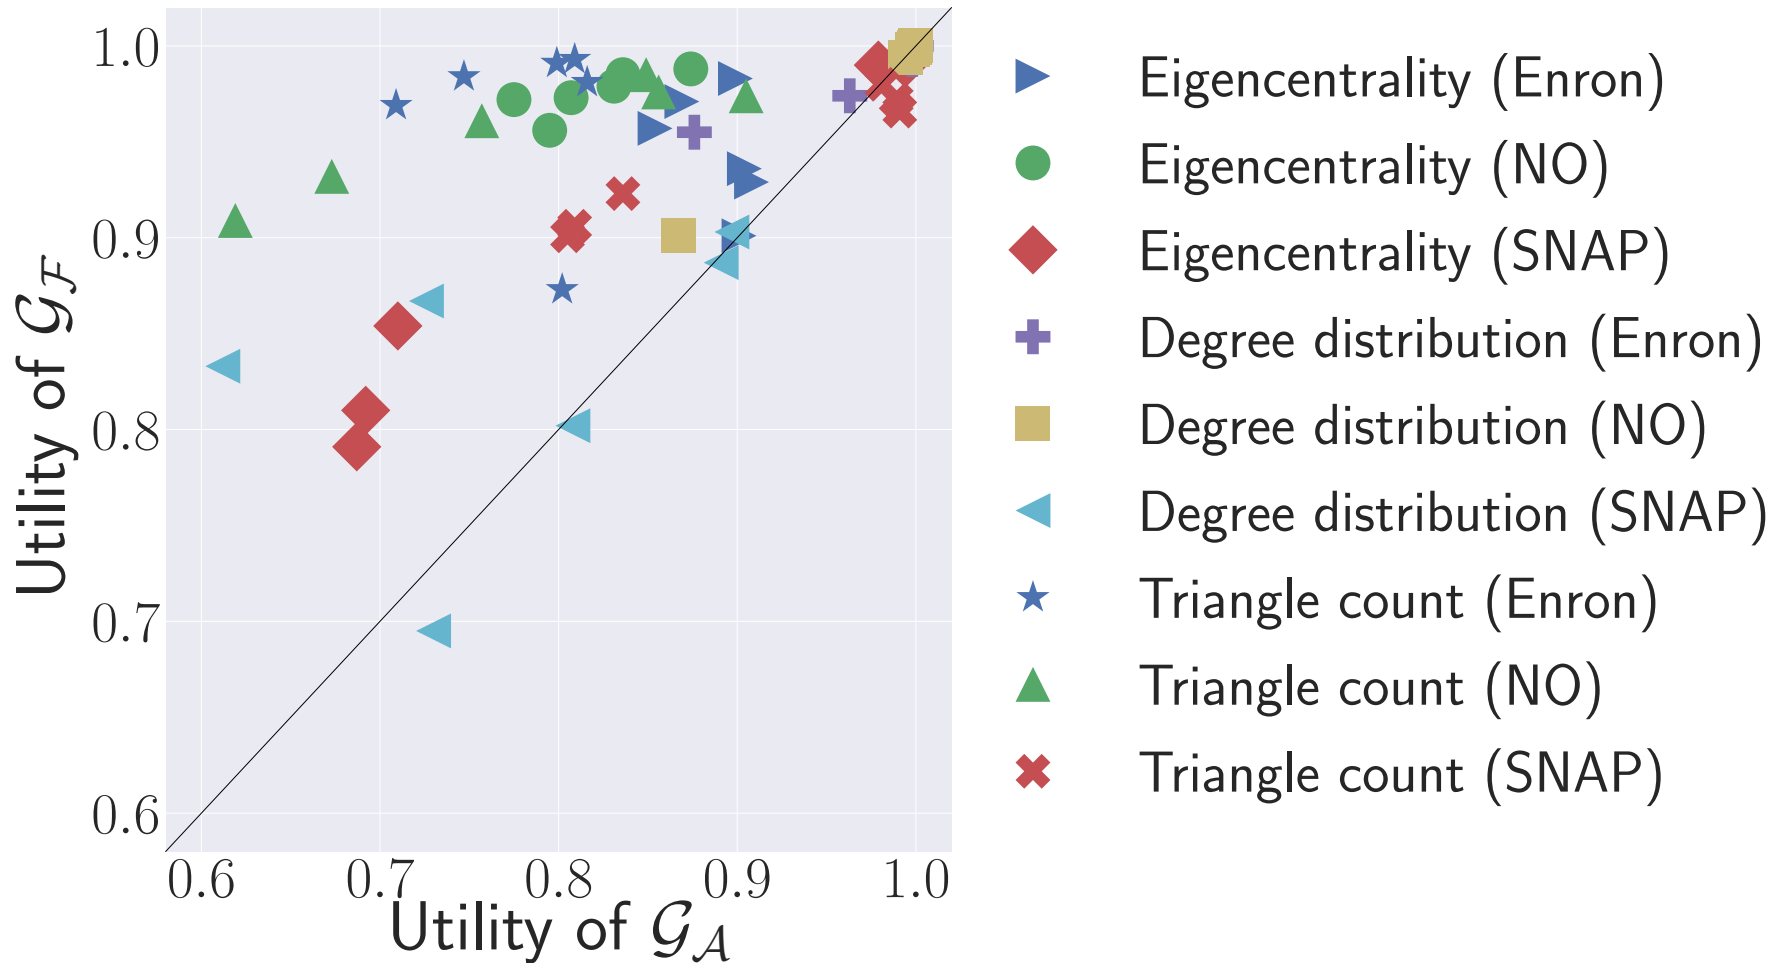 1.0
0.9
0.8
0.7
0.6
Utility of 𝒢_ℱ
0.6 0.7 0.8 0.9 1.0
Utility of 𝒢_𝒜
Eigencentrality (Enron)
Eigencentrality (NO)
Eigencentrality (SNAP)
Degree distribution (Enron)
Degree distribution (NO)
Degree distribution (SNAP)
Triangle count (Enron)
Triangle count (NO)
Triangle count (SNAP)